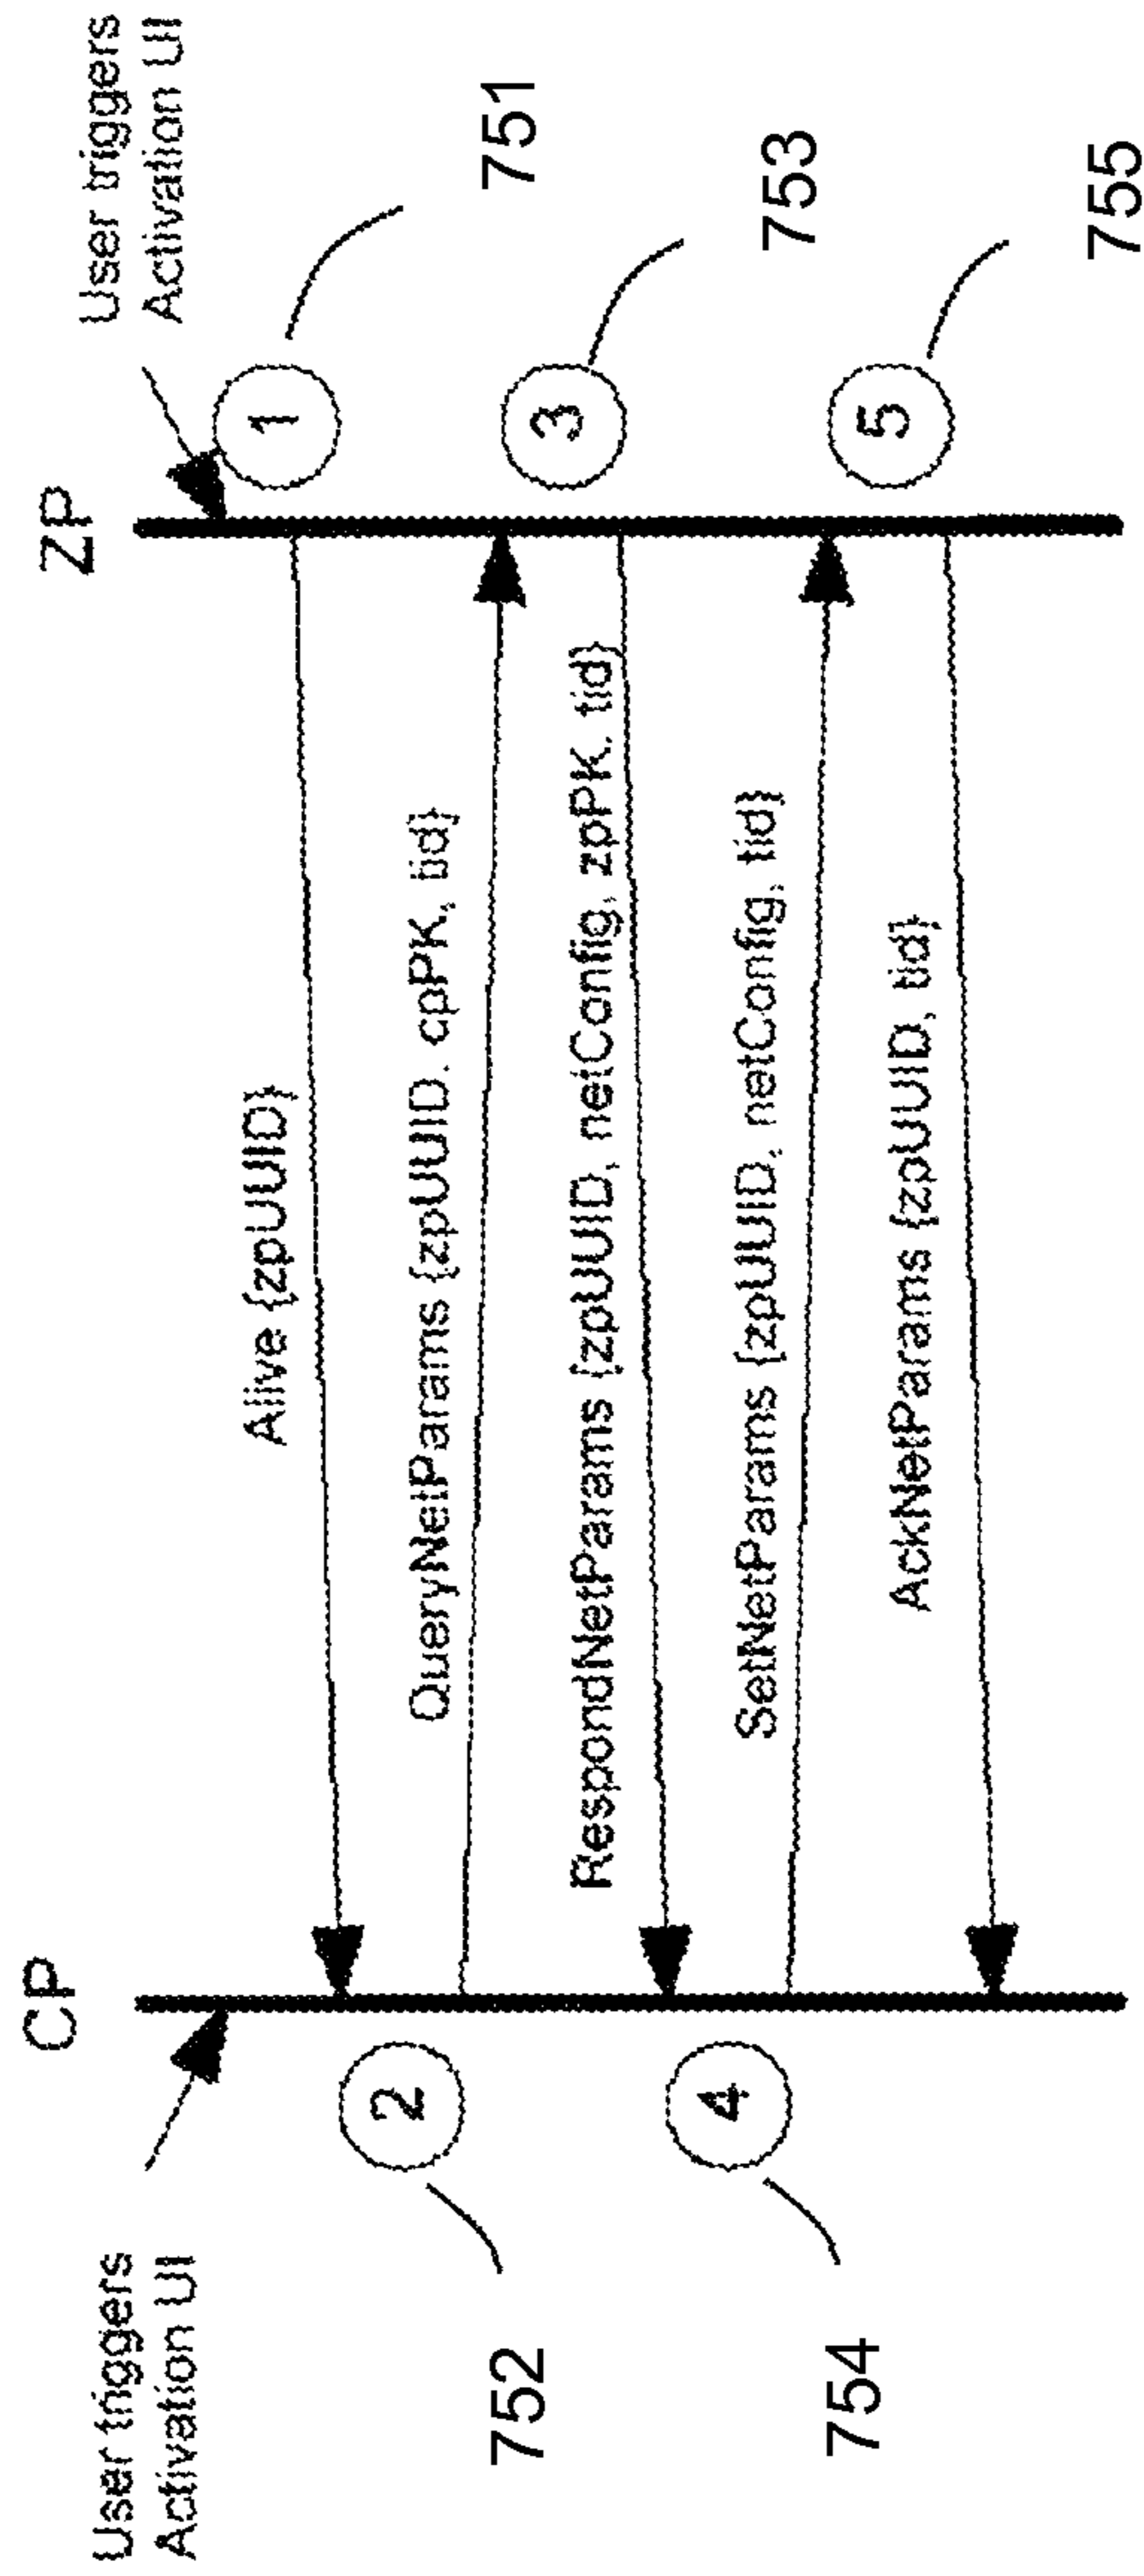 User triggers
Activation UI
CP
ZP
User triggers
Activation UI
Alive {zpUUID}
1
751
2
752
QueryNetParams {zpUUID, cpPK, tid}
3
753
RespondNetParams {zpUUID, netConfig, zpPK, tid}
4
754
SetNetParams {zpUUID, netConfig, tid}
5
755
AckNetParams {zpUUID, tid}